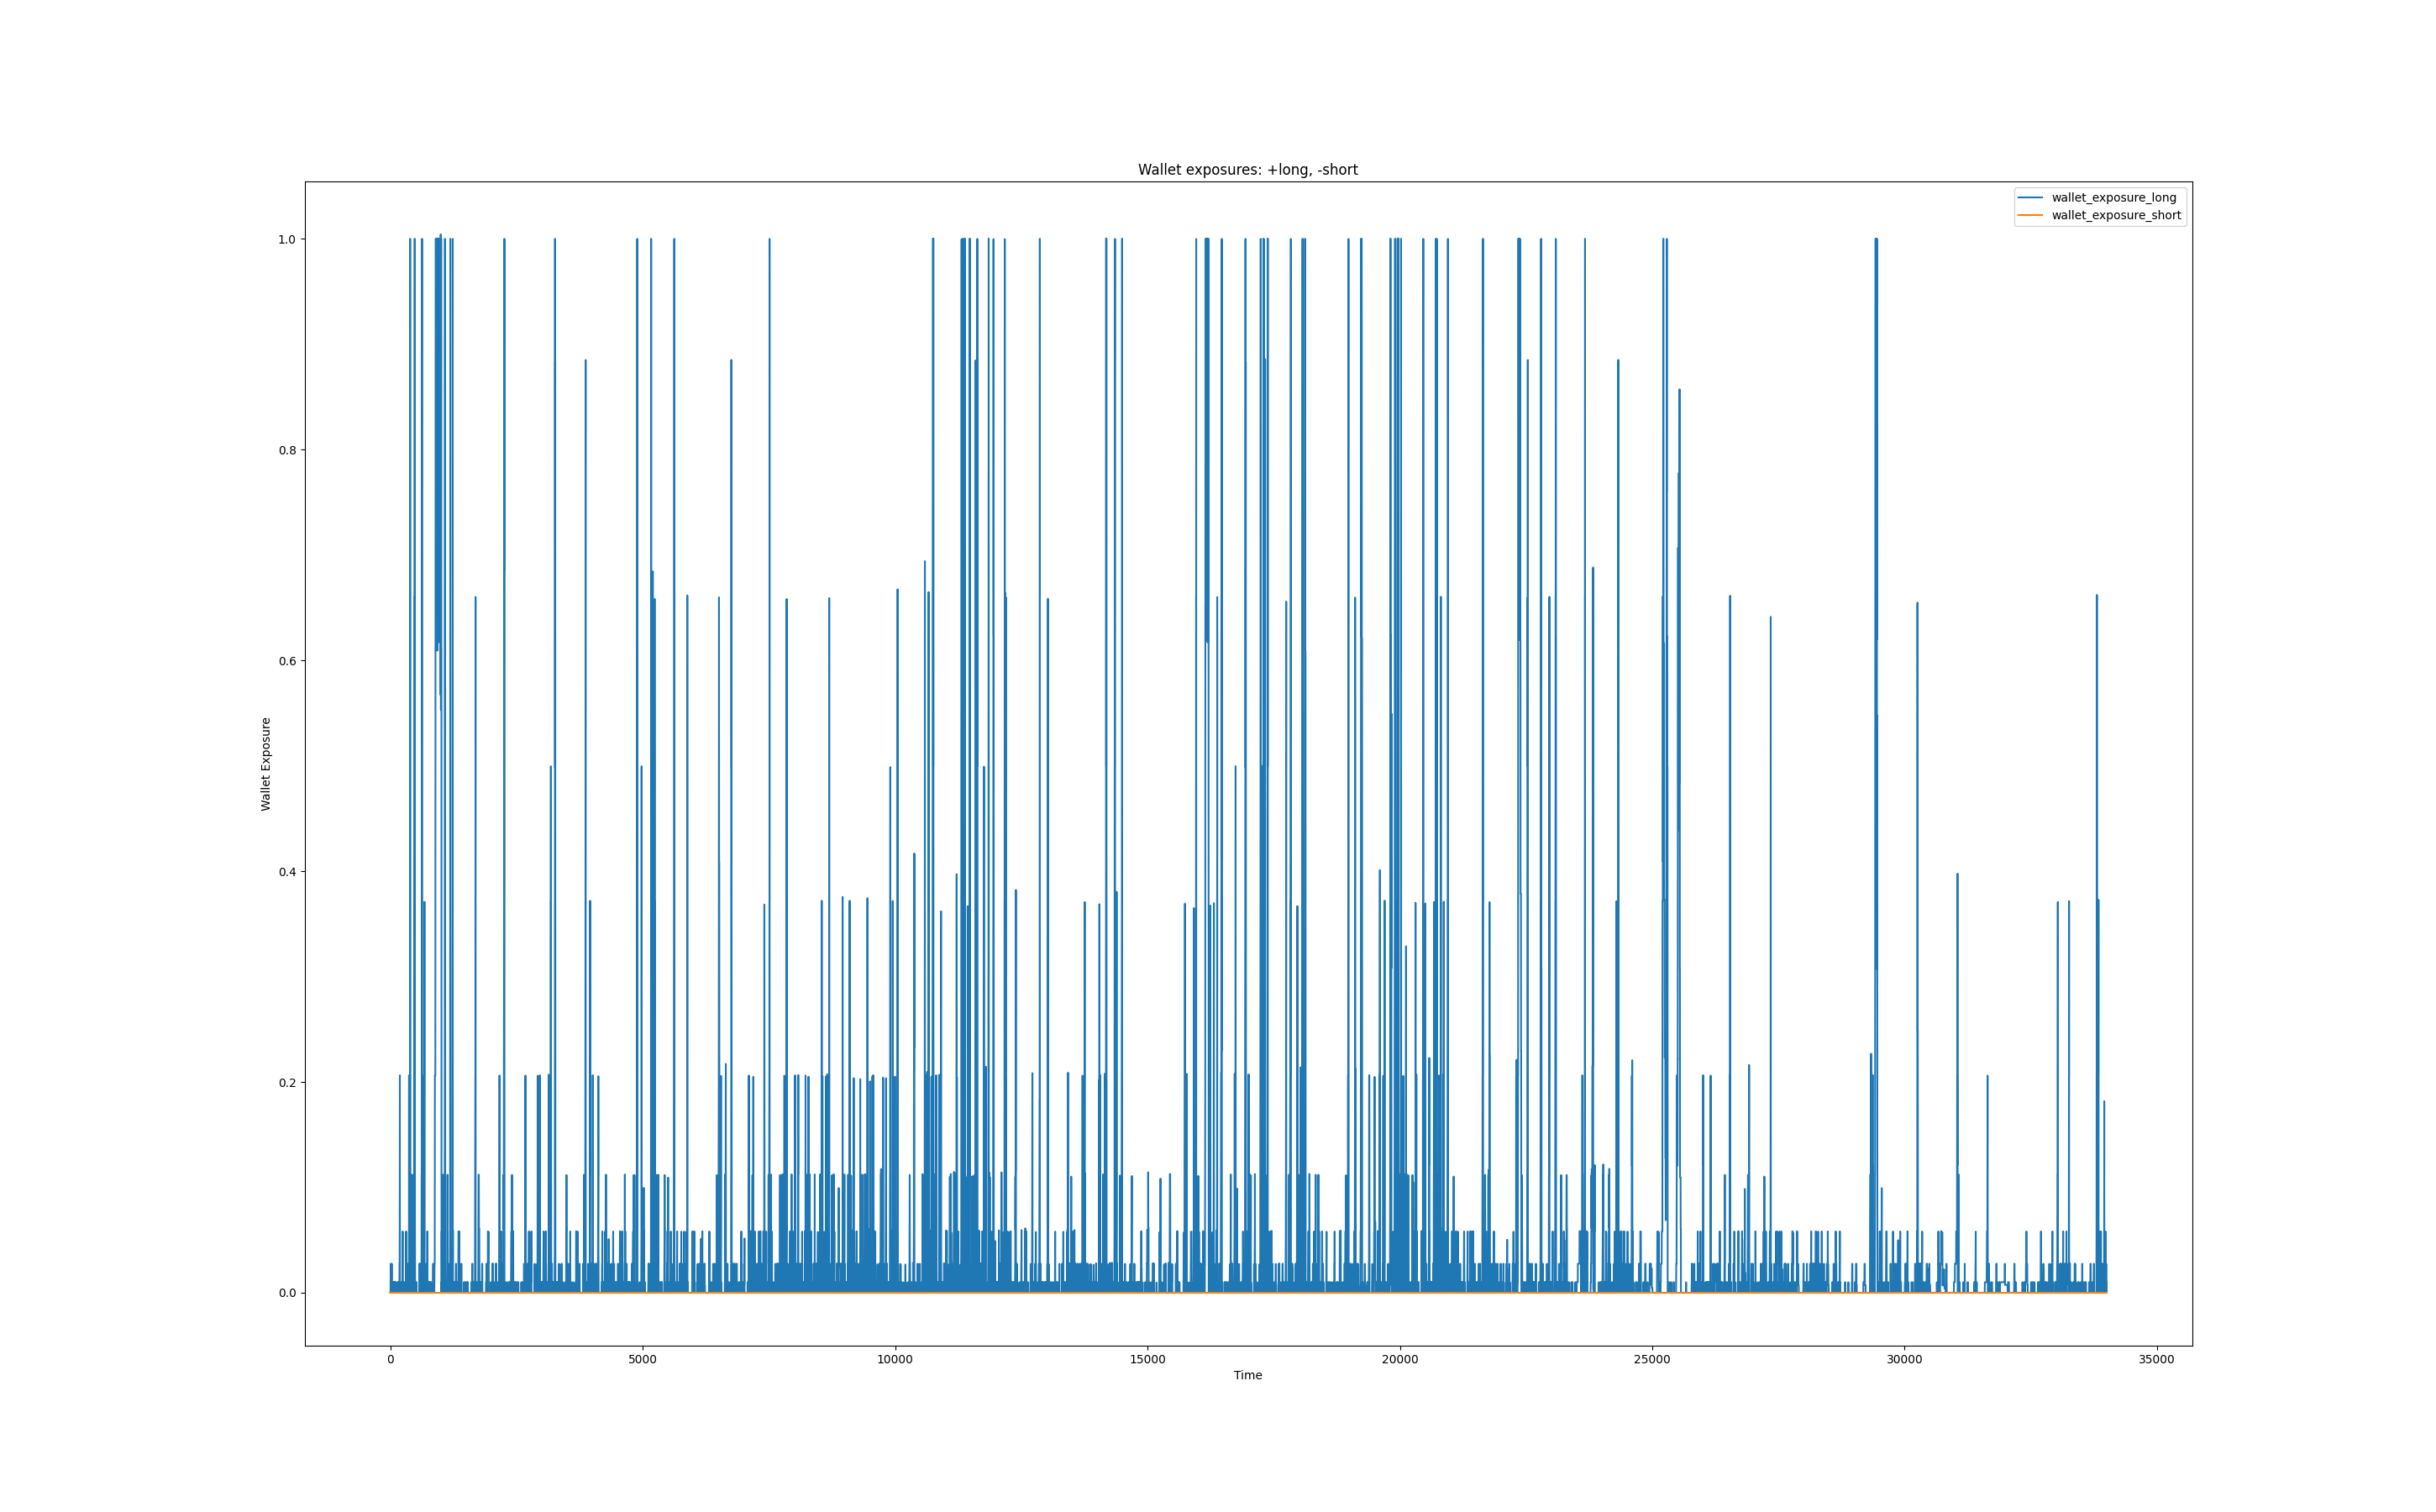 Wallet exposures: +long, -short
wallet_exposure_long
wallet_exposure_short
1.0
0.8
0.6
0.4
0.2
0.0
Wallet Exposure
0 5000 10000 15000 20000 25000 30000 35000
Time